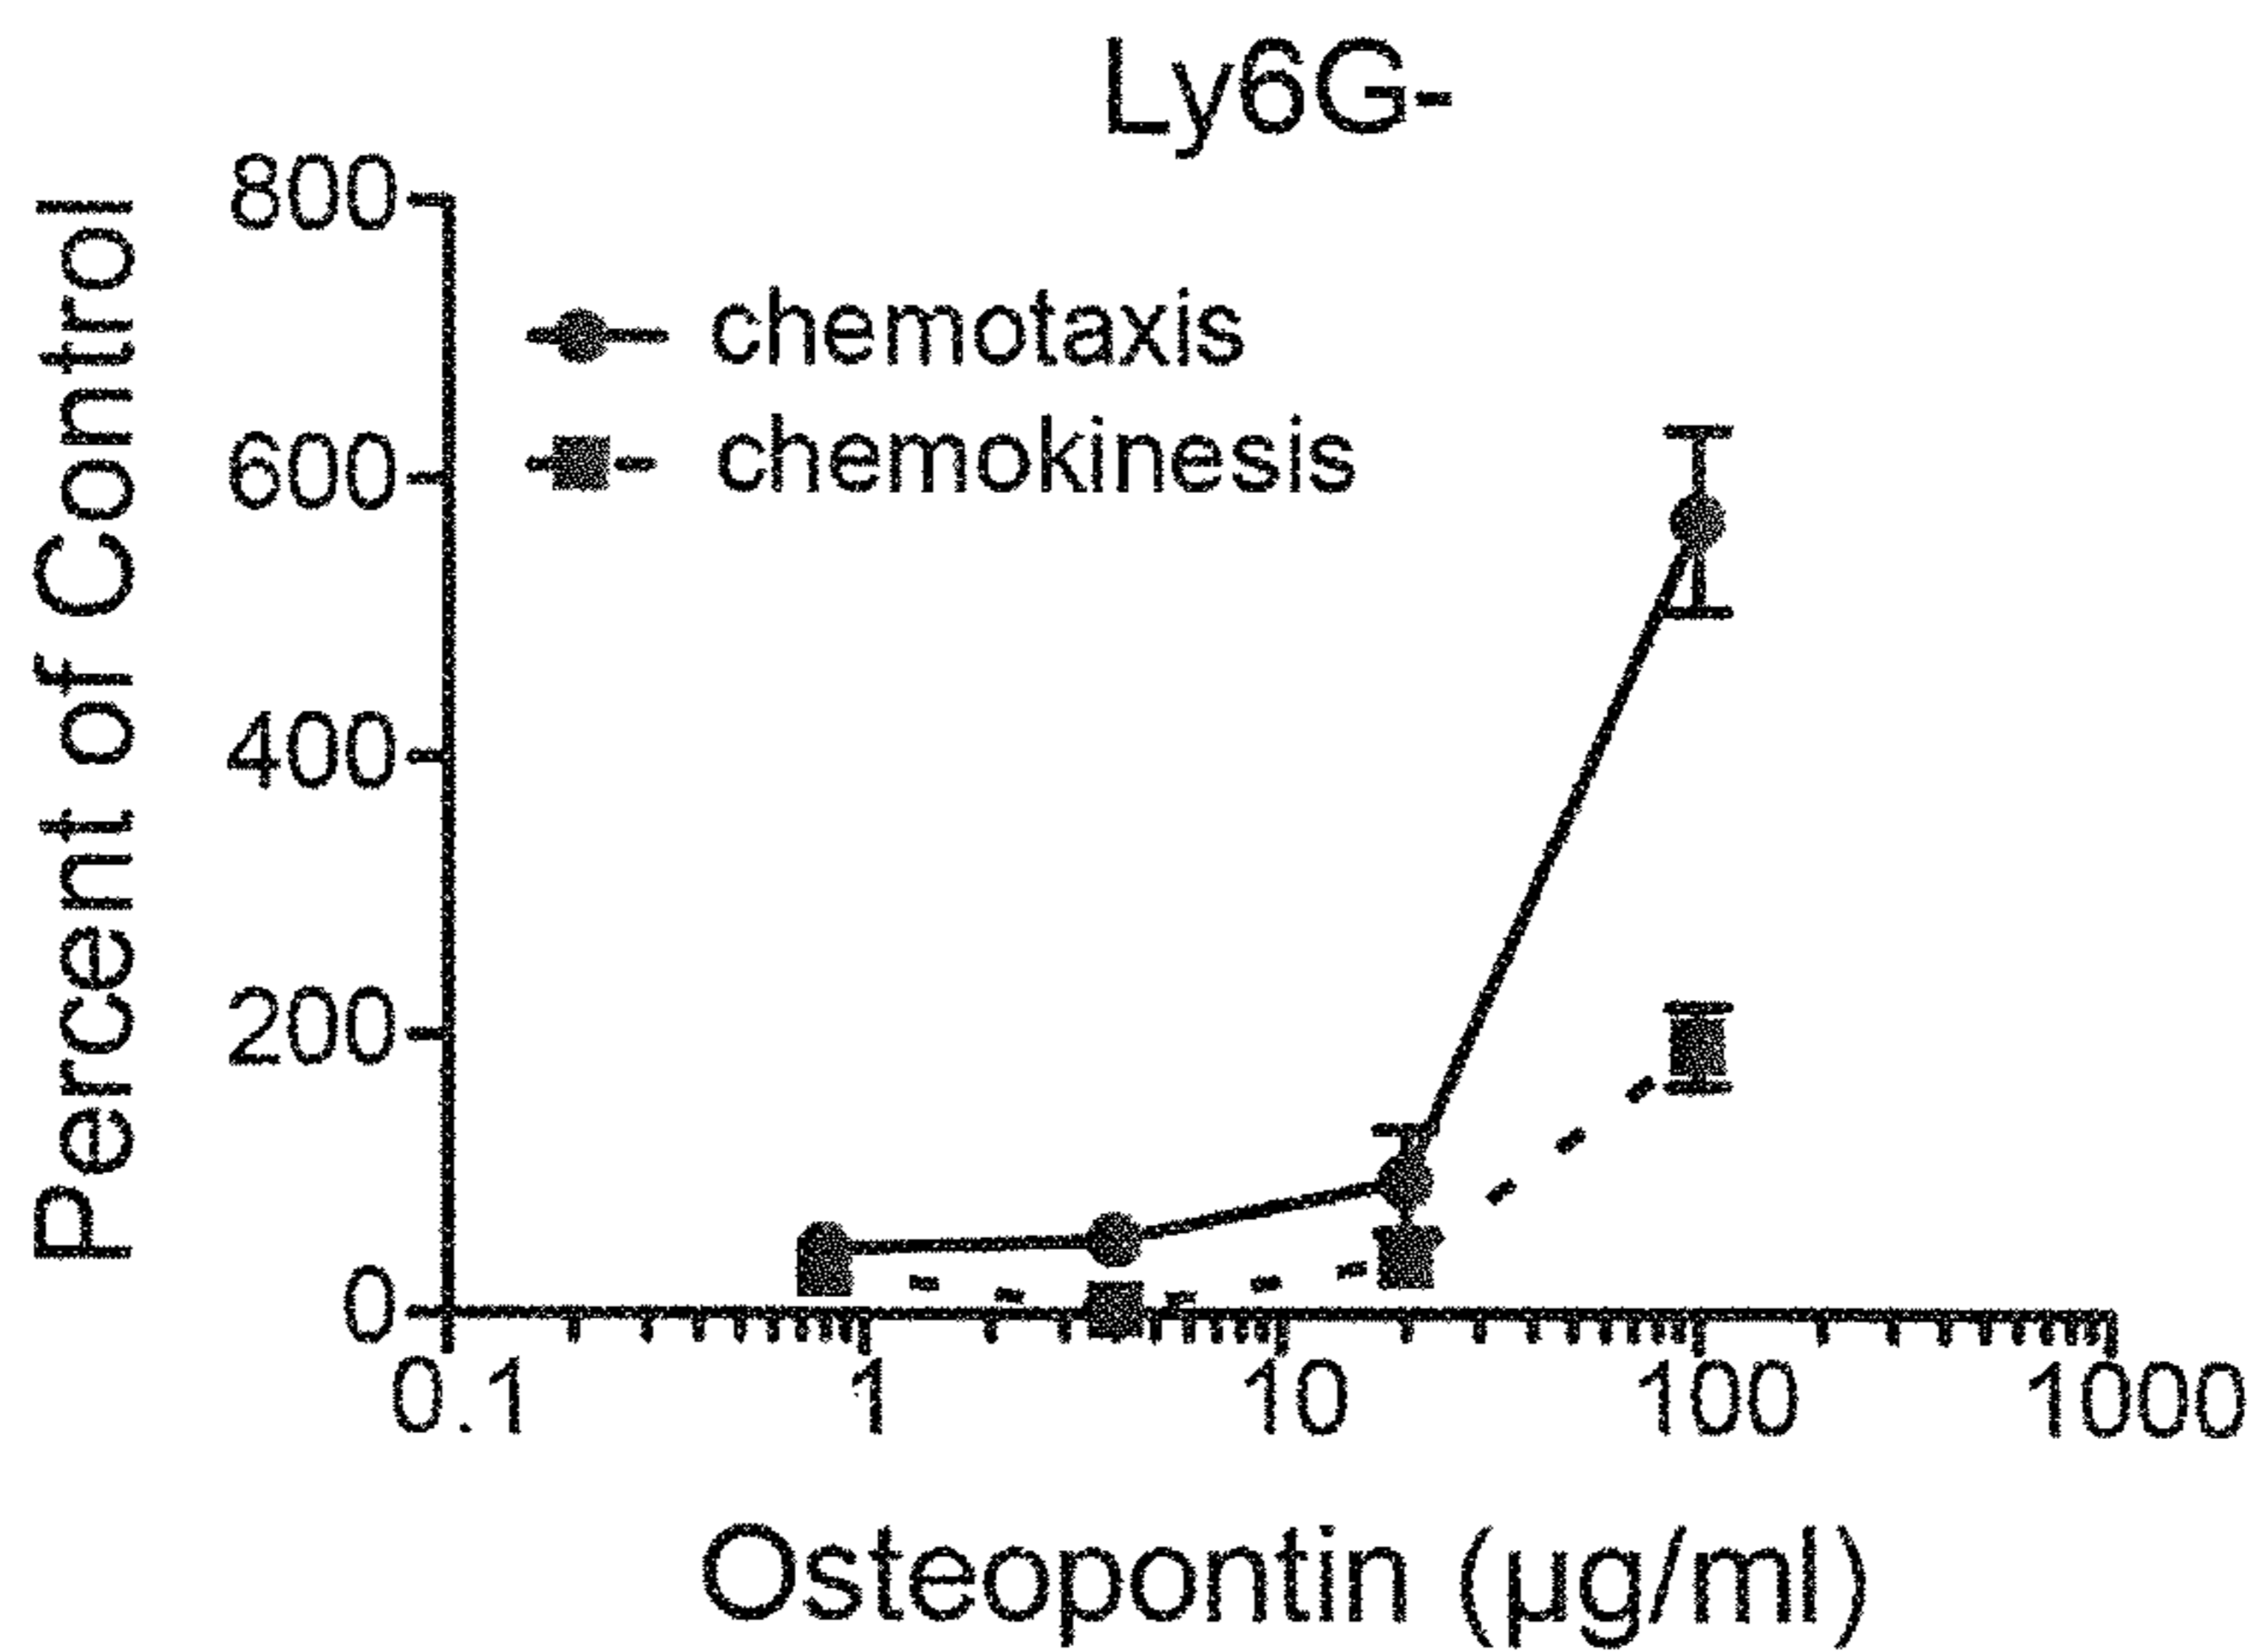 Ly6G-
Percent of Control
800
600
400
200
0
chemotaxis
chemokinesis
0.1 1 10 100 1000
Osteopontin (µg/ml)